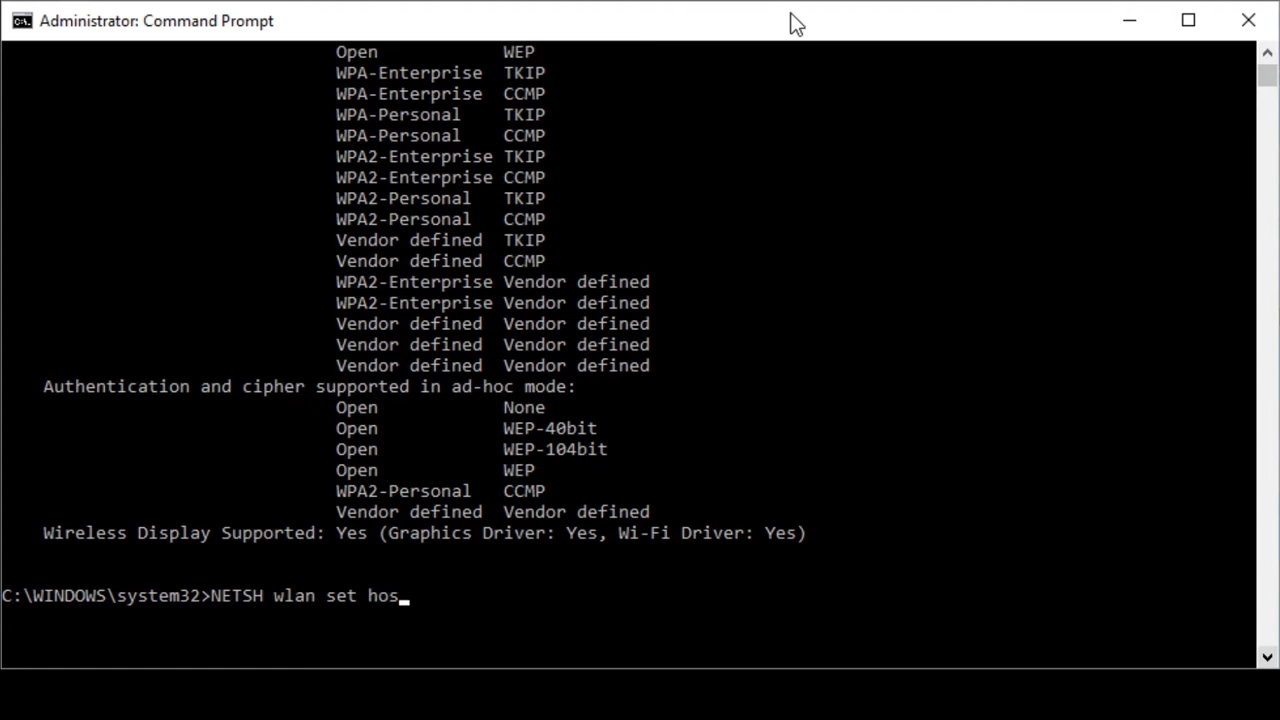 Administrator: Command Prompt
Open WEP
WPA-Enterprise TKIP
WPA-Enterprise CCMP
WPA-Personal TKIP
WPA-Personal CCMP
WPA2-Enterprise TKIP
WPA2-Enterprise CCMP
WPA2-Personal TKIP
WPA2-Personal CCMP
Vendor defined TKIP
Vendor defined CCMP
WPA2-Enterprise Vendor defined
WPA2-Enterprise Vendor defined
Vendor defined Vendor defined
Vendor defined Vendor defined
Vendor defined Vendor defined
Authentication and cipher supported in ad-hoc mode:
Open None
Open WEP-40bit
Open WEP-104bit
Open WEP
WPA2-Personal CCMP
Vendor defined Vendor defined
Wireless Display Supported: Yes (Graphics Driver: Yes, Wi-Fi Driver: Yes)
C:\WINDOWS\system32>NETSH wlan set hos